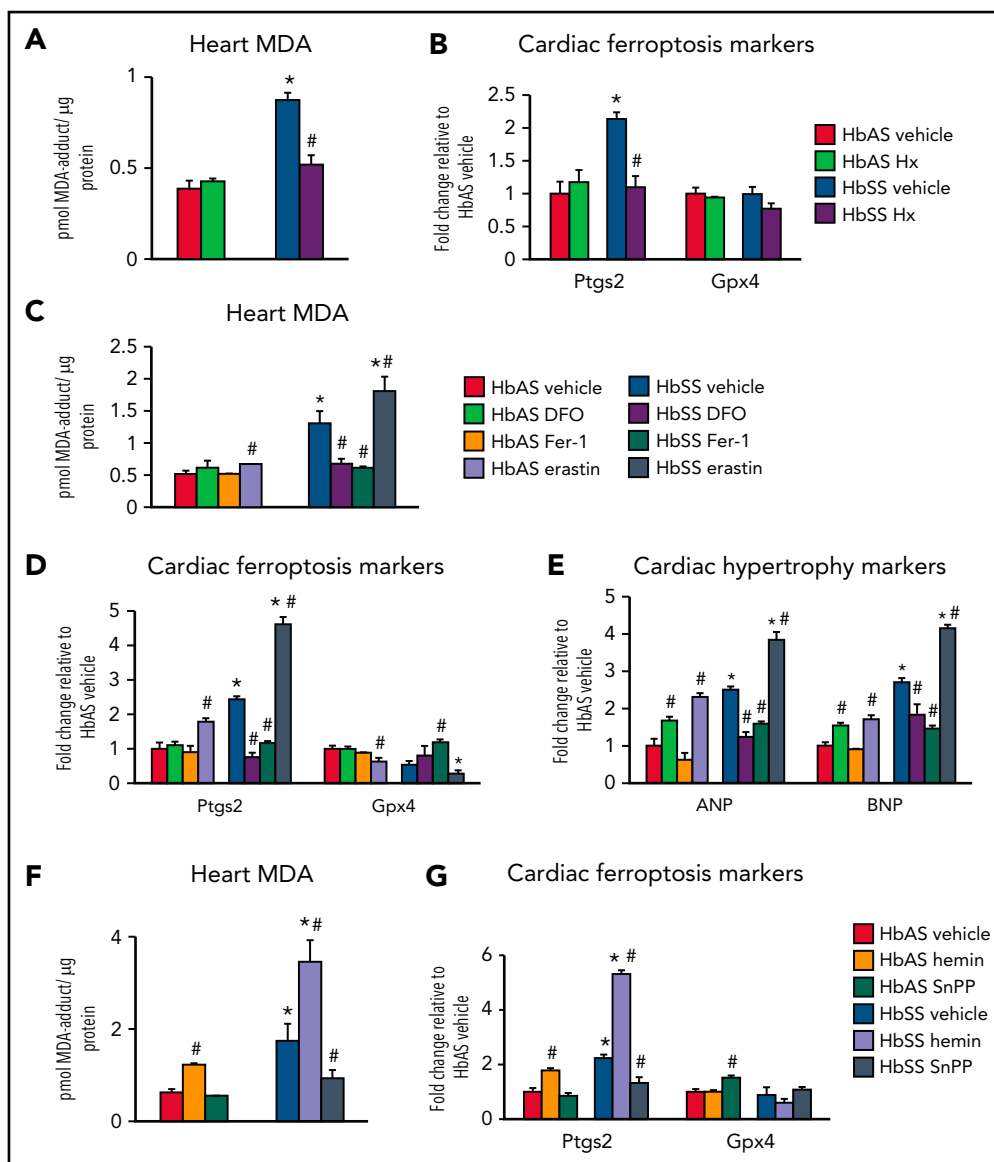 A
Heart MDA
pmol MDA-adduct/ µg
protein
1
0.5
0
*
#
B
Cardiac ferroptosis markers
Fold change relative to
HbAS vehicle
2.5
2
1.5
1
0.5
0
*
#
Ptgs2 Gpx4
HbAS vehicle
HbAS Hx
HbSS vehicle
HbSS Hx
C
Heart MDA
pmol MDA-adduct/ µg
protein
2.5
2
1.5
1
0.5
0
#
*
#
#
*#
HbAS vehicle
HbAS DFO
HbAS Fer-1
HbAS erastin
HbSS vehicle
HbSS DFO
HbSS Fer-1
HbSS erastin
D
Cardiac ferroptosis markers
Fold change relative to
HbAS vehicle
5
4
3
2
1
0
#
*
#
#
* #
#
#
*
Ptgs2 Gpx4
E
Cardiac hypertrophy markers
Fold change relative to
HbAS vehicle
5
4
3
2
1
0
#
#
*
#
#
* #
#
#
*
#
#
* #
ANP BNP
F
Heart MDA
pmol MDA-adduct/ µg
protein
4
2
0
#
*
* #
#
G
Cardiac ferroptosis markers
Fold change relative to
HbAS vehicle
6
4
2
0
#
*
* #
#
#
Ptgs2 Gpx4
HbAS vehicle
HbAS hemin
HbAS SnPP
HbSS vehicle
HbSS hemin
HbSS SnPP